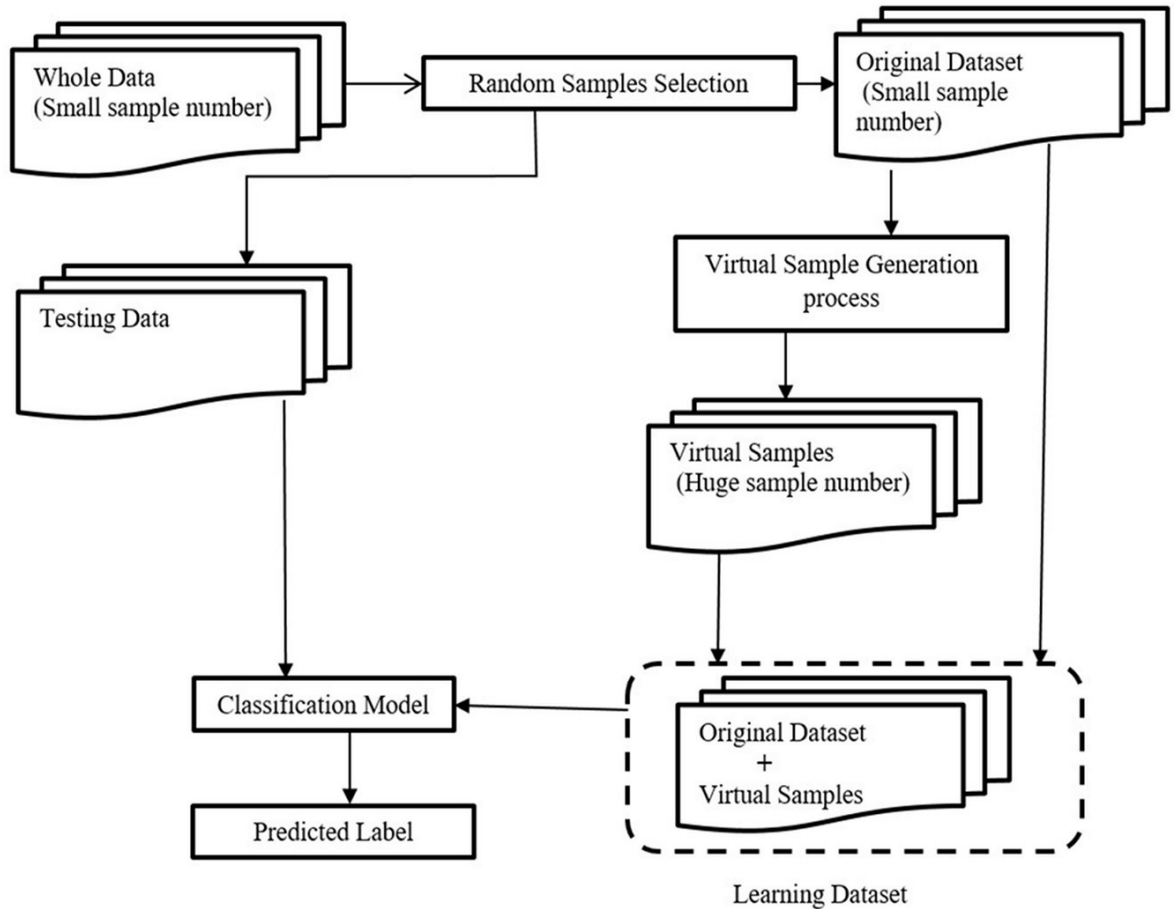 Whole Data
(Small sample number)
Random Samples Selection
Original Dataset
(Small sample
number)
Virtual Sample Generation
process
Testing Data
Virtual Samples
(Huge sample number)
Classification Model
Original Dataset
+
Virtual Samples
Predicted Label
Learning Dataset